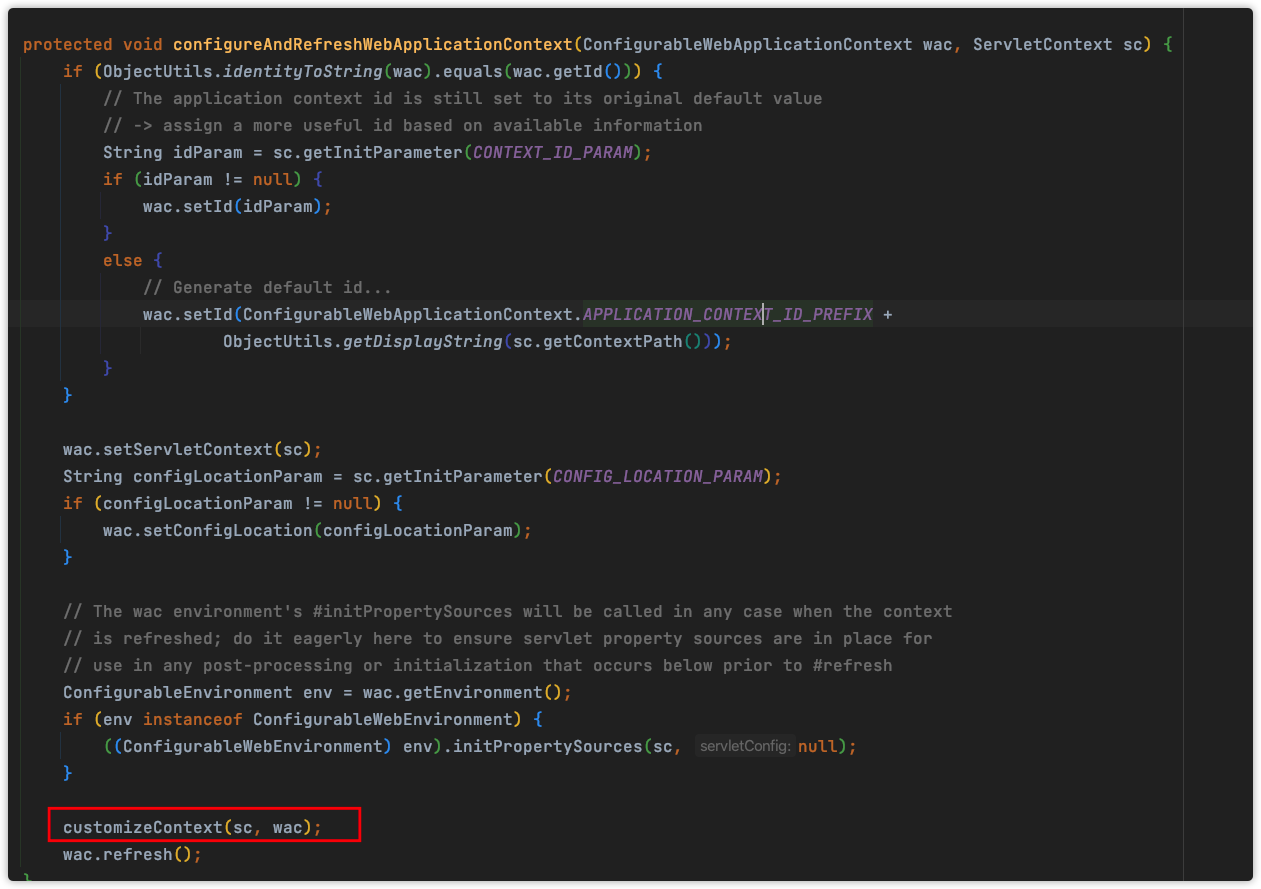 protected void configureAndRefreshWebApplicationContext(ConfigurableWebApplicationContext wac, ServletContext sc) {
if (ObjectUtils.identityToString(wac).equals(wac.getId())) {
// The application context id is still set to its original default value
// -> assign a more useful id based on available information
String idParam = sc.getInitParameter(CONTEXT_ID_PARAM);
if (idParam != null) {
wac.setId(idParam);
}
else {
// Generate default id...
wac.setId(ConfigurableWebApplicationContext.APPLICATION_CONTEXT_ID_PREFIX +
ObjectUtils.getDisplayString(sc.getContextPath()));
}
}
wac.setServletContext(sc);
String configLocationParam = sc.getInitParameter(CONFIG_LOCATION_PARAM);
if (configLocationParam != null) {
wac.setConfigLocation(configLocationParam);
}
// The wac environment's #initPropertySources will be called in any case when the context
// is refreshed; do it eagerly here to ensure servlet property sources are in place for
// use in any post-processing or initialization that occurs below prior to #refresh
ConfigurableEnvironment env = wac.getEnvironment();
if (env instanceof ConfigurableWebEnvironment) {
((ConfigurableWebEnvironment) env).initPropertySources(sc, servletConfig: null);
}
customizeContext(sc, wac);
wac.refresh();
}